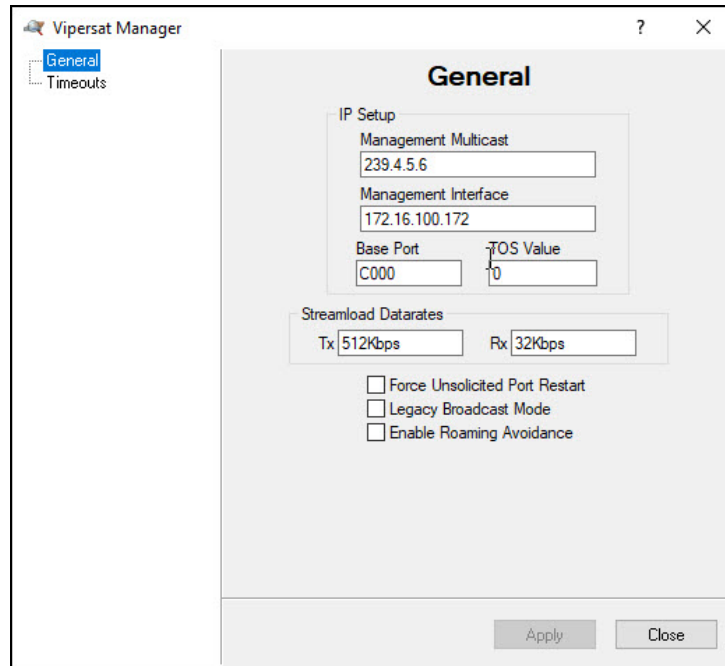 Vipersat Manager ?
General
Timeouts
General
IP Setup
Management Multicast
239.4.5.6
Management Interface
172.16.100.172
Base Port TOS Value
C000 0
Streamload Datarates
Tx 512Kbps Rx 32Kbps
Force Unsolicited Port Restart
Legacy Broadcast Mode
Enable Roaming Avoidance
Apply Close